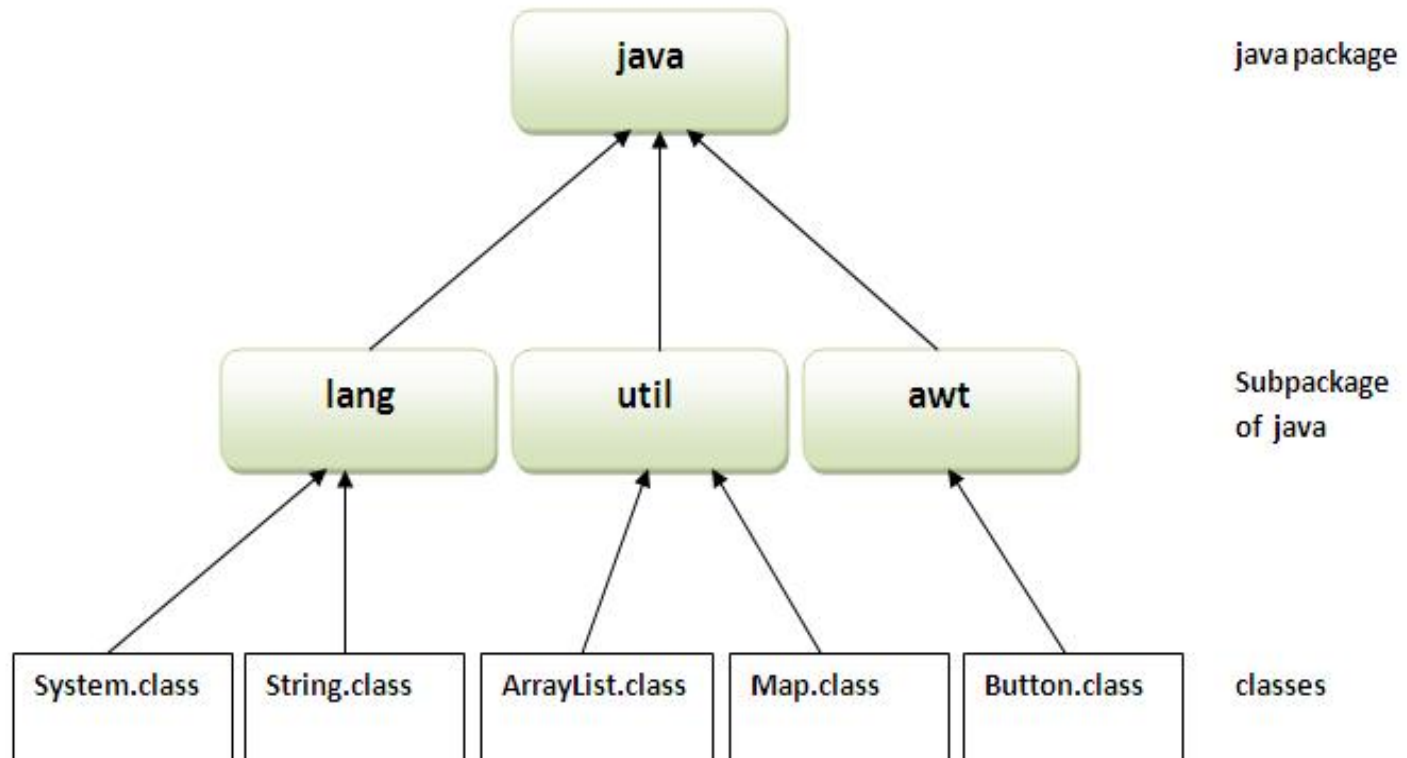 java
java package
lang
util
awt
Subpackage
of java
System.class
String.class
ArrayList.class
Map.class
Button.class
classes